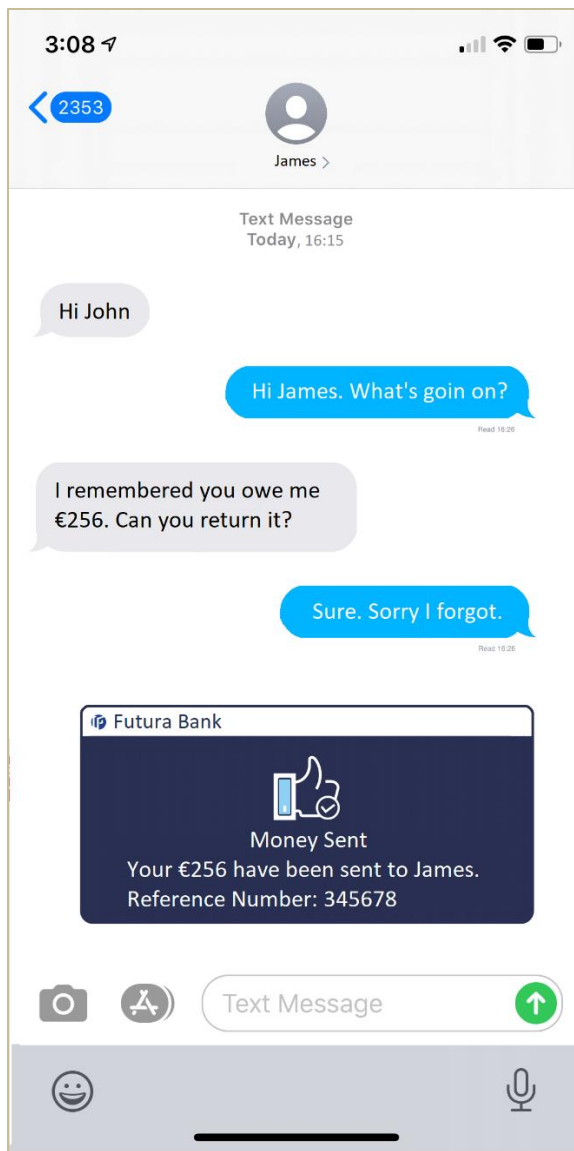 3:08
2353
James >
Text Message
Today, 16:15
Hi John
Hi James. What's goin on?
Read 16:26
I remembered you owe me
€256. Can you return it?
Sure. Sorry I forgot.
Read 16:26
Futura Bank
Money Sent
Your €256 have been sent to James.
Reference Number: 345678
Text Message